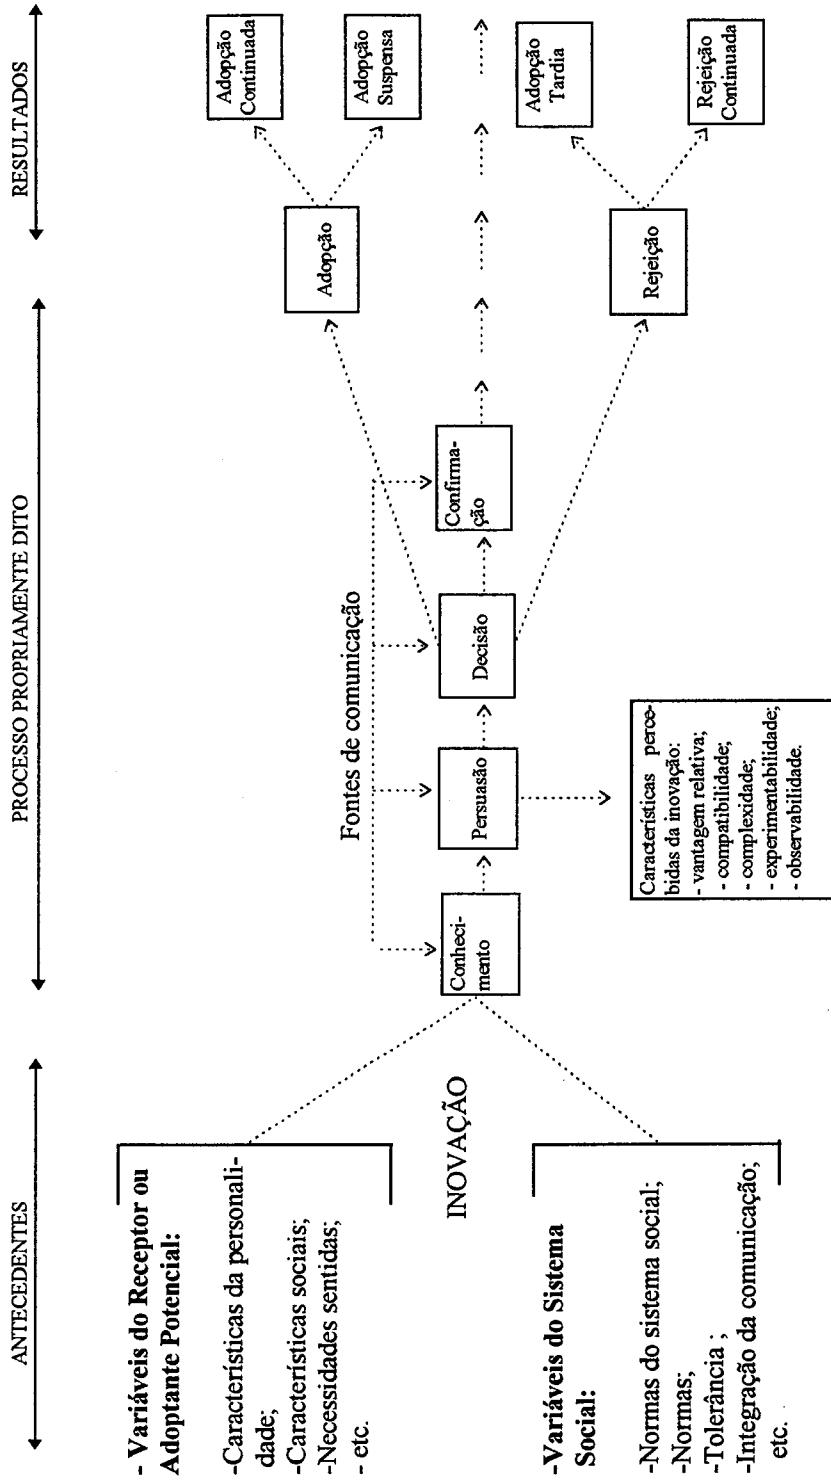 ANTECEDENTES
PROCESSO PROPRIAMENTE DITO
RESULTADOS
- Variáveis do Receptor ou
Adoptante Potencial:
-Características da personali-
dade;
-Características sociais;
-Necessidades sentidas;
- etc.
INOVAÇÃO
-Variáveis do Sistema
Social:
-Normas do sistema social;
-Normas;
-Tolerância ;
-Integração da comunicação;
etc.
Fontes de comunicação
Conheci-
mento
Persuasão
Decisão
Confirma-
ção
Características perce-
bidas da inovação:
- vantagem relativa;
- compatibilidade;
- complexidade;
- experimentabilidade;
- observabilidade.
Adopção
Rejeição
Adopção
Continuada
Adopção
Suspensa
Adopção
Tardia
Rejeição
Continuada